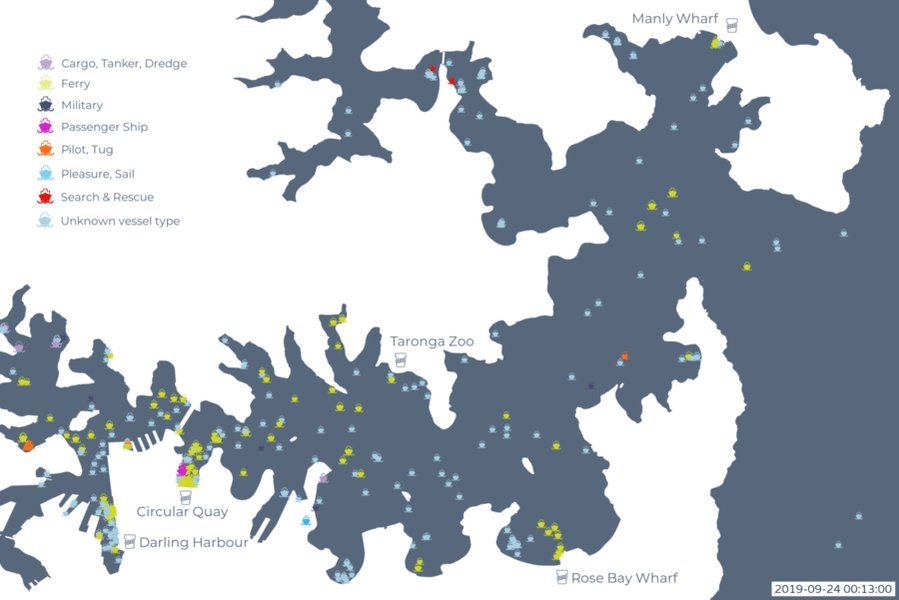 Manly Wharf
Cargo, Tanker, Dredge
Ferry
Military
Passenger Ship
Pilot, Tug
Pleasure, Sail
Search & Rescue
Unknown vessel type
Taronga Zoo
Circular Quay
Darling Harbour
Rose Bay Wharf
2019-09-24 00:13:00